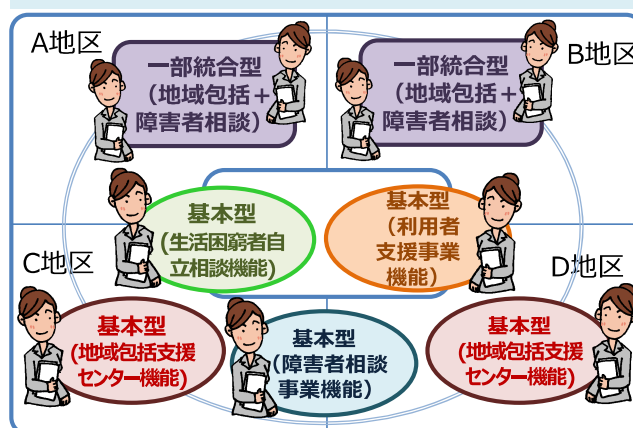 A地区
一部統合型
（地域包括＋
障害者相談）
B地区
一部統合型
（地域包括＋
障害者相談）
基本型
(生活困窮者自
立相談機能)
基本型
（利用者
支援事業
機能）
C地区
D地区
基本型
(地域包括支援
センター機能)
基本型
（障害者相談
事業機能）
基本型
(地域包括支援
センター機能)